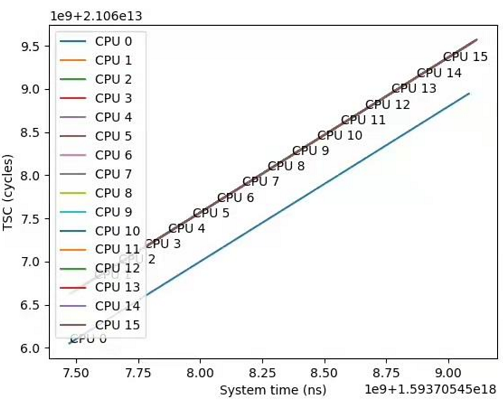 1e9+2.106e13
9.5
9.0
8.5
8.0
7.5
7.0
6.5
6.0
TSC (cycles)
CPU 0
CPU 1
CPU 2
CPU 3
CPU 4
CPU 5
CPU 6
CPU 7
CPU 8
CPU 9
CPU 10
CPU 11
CPU 12
CPU 13
CPU 14
CPU 15
CPU 15
CPU 14
CPU 13
CPU 12
CPU 11
CPU 10
CPU 9
CPU 8
CPU 7
CPU 6
CPU 5
CPU 4
CPU 3
CPU 2
CPU 1
CPU 0
7.50 7.75 8.00 8.25 8.50 8.75 9.00
System time (ns)
1e9+1.59370545e18